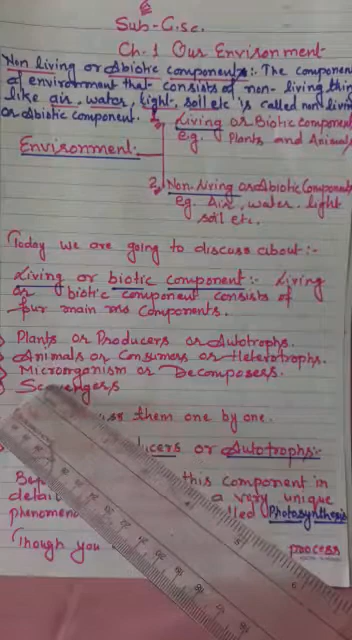 Sub-G.sc.
Ch.1 Our Environment
Non living or Abiotic components:- The component
of environment that consists of non-living thin
like air, water, light, soil etc is called non livin
or abiotic component.
1. Living or Biotic component
e.g. Plants and Animal
Environment
2. Non-living or Abiotic Component
e.g. Air, water, light
soil etc.
Today we are going to discuss about:-
Living or biotic component:- Living
or biotic component consists of
four main components.
Plants or Producers or Autotrophs.
Animals or Consumers or Heterotrophs.
Microorganism or Decomposers.
Scavengers
them one by one.
or Autotrophs:-
this component in
detail a very unique
Photosynthesis
process
Though you